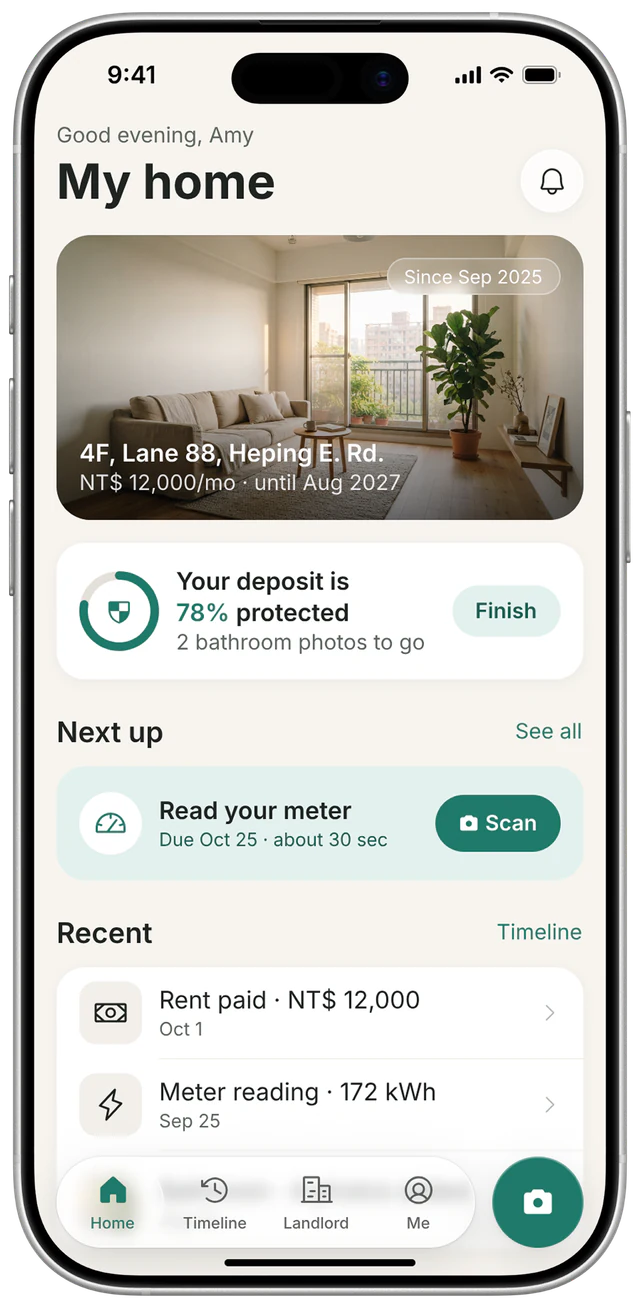 9:41
Good evening, Amy
My home
Since Sep 2025
4F, Lane 88, Heping E. Rd.
NT$ 12,000/mo · until Aug 2027
Your deposit is
78% protected
2 bathroom photos to go
Finish
Next up
See all
Read your meter
Due Oct 25 · about 30 sec
Scan
Recent
Timeline
Rent paid · NT$ 12,000
Oct 1
Meter reading · 172 kWh
Sep 25
Home
Timeline
Landlord
Me